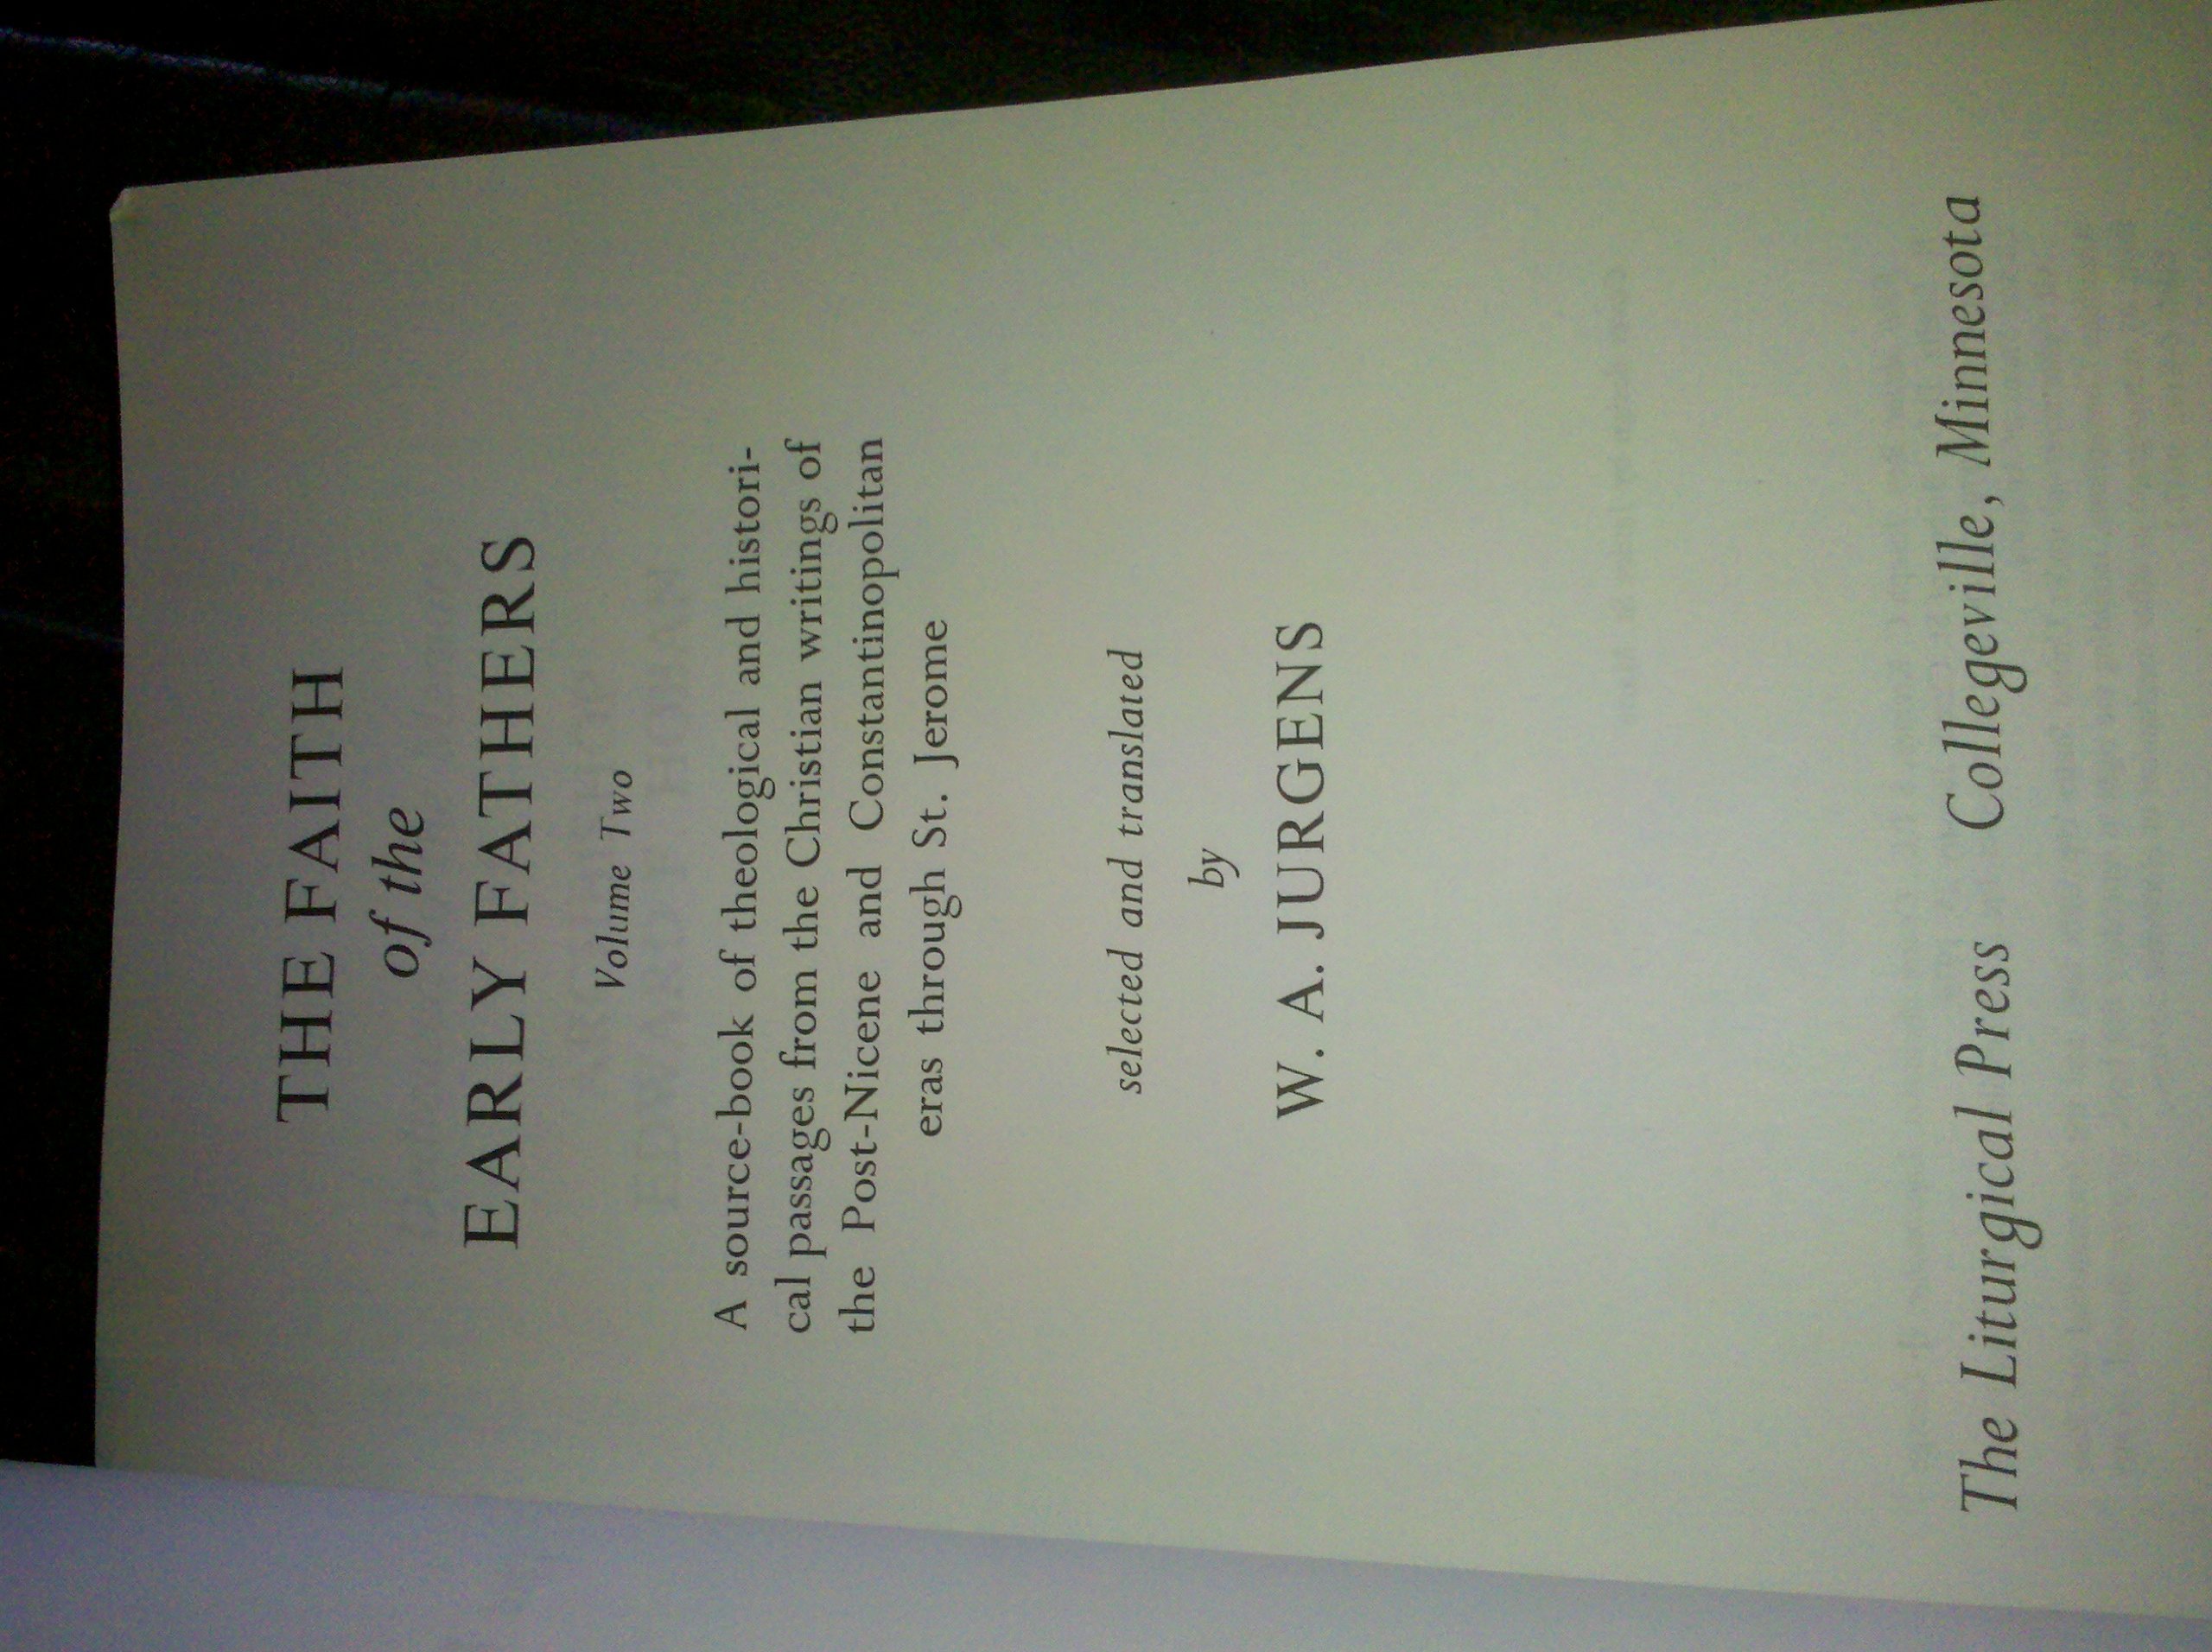 THE FAITH
of the
EARLY FATHERS
Volume Two
A source-book of theological and histori-
cal passages from the Christian writings of
the Post-Nicene and Constantinopolitan
eras through St. Jerome
selected and translated
by
W. A. JURGENS
The Liturgical Press Collegeville, Minnesota